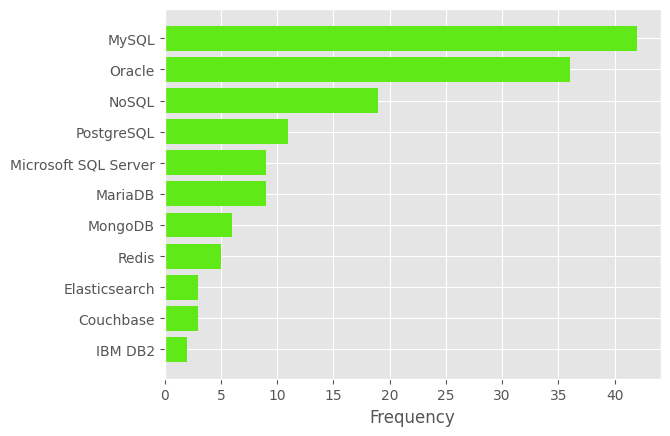 MySQL
Oracle
NoSQL
PostgreSQL
Microsoft SQL Server
MariaDB
MongoDB
Redis
Elasticsearch
Couchbase
IBM DB2
0 5 10 15 20 25 30 35 40
Frequency